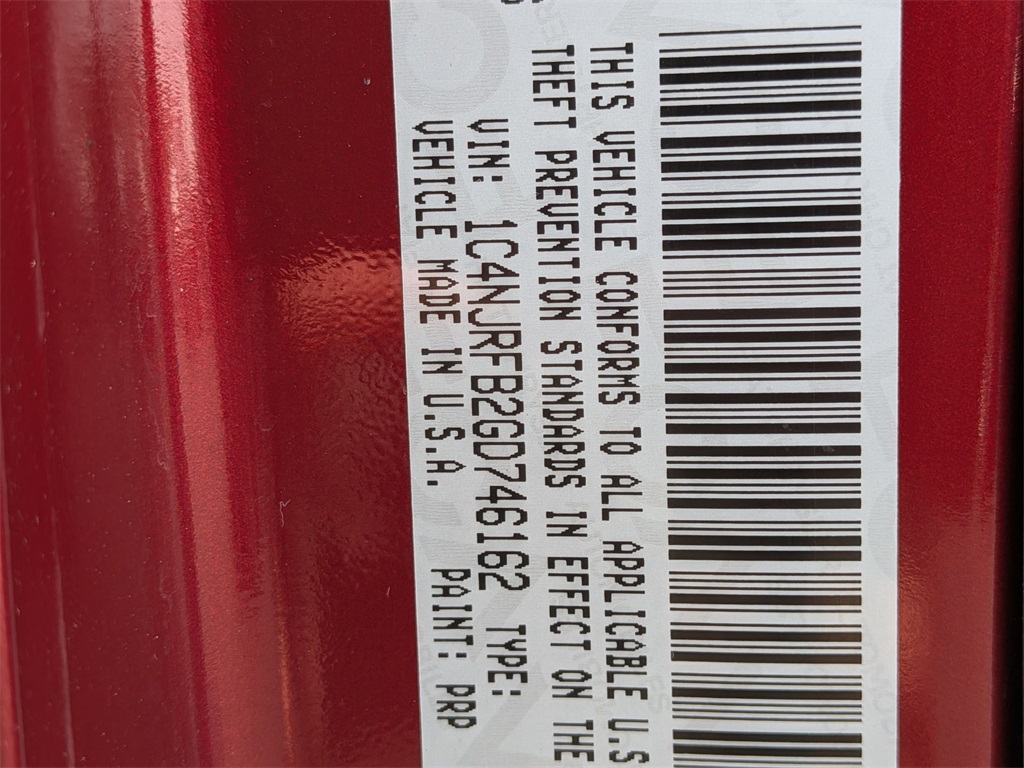 THIS VEHICLE CONFORMS TO ALL APPLICABLE U.S
THEFT PREVENTION STANDARDS IN EFFECT ON THE
VIN: 1C4NJRFB2GD746162 TYPE:
VEHICLE MADE IN U.S.A. PAINT: PRP